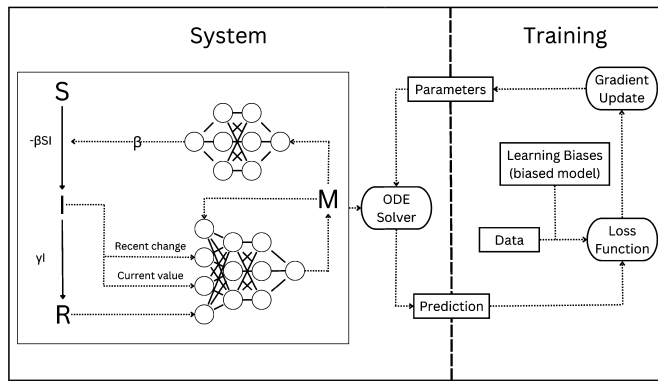 System
Training
S
-βSI
β
I
Recent change
γI
Current value
R
M
ODE
Solver
Parameters
Gradient
Update
Learning Biases
(biased model)
Data
Loss
Function
Prediction